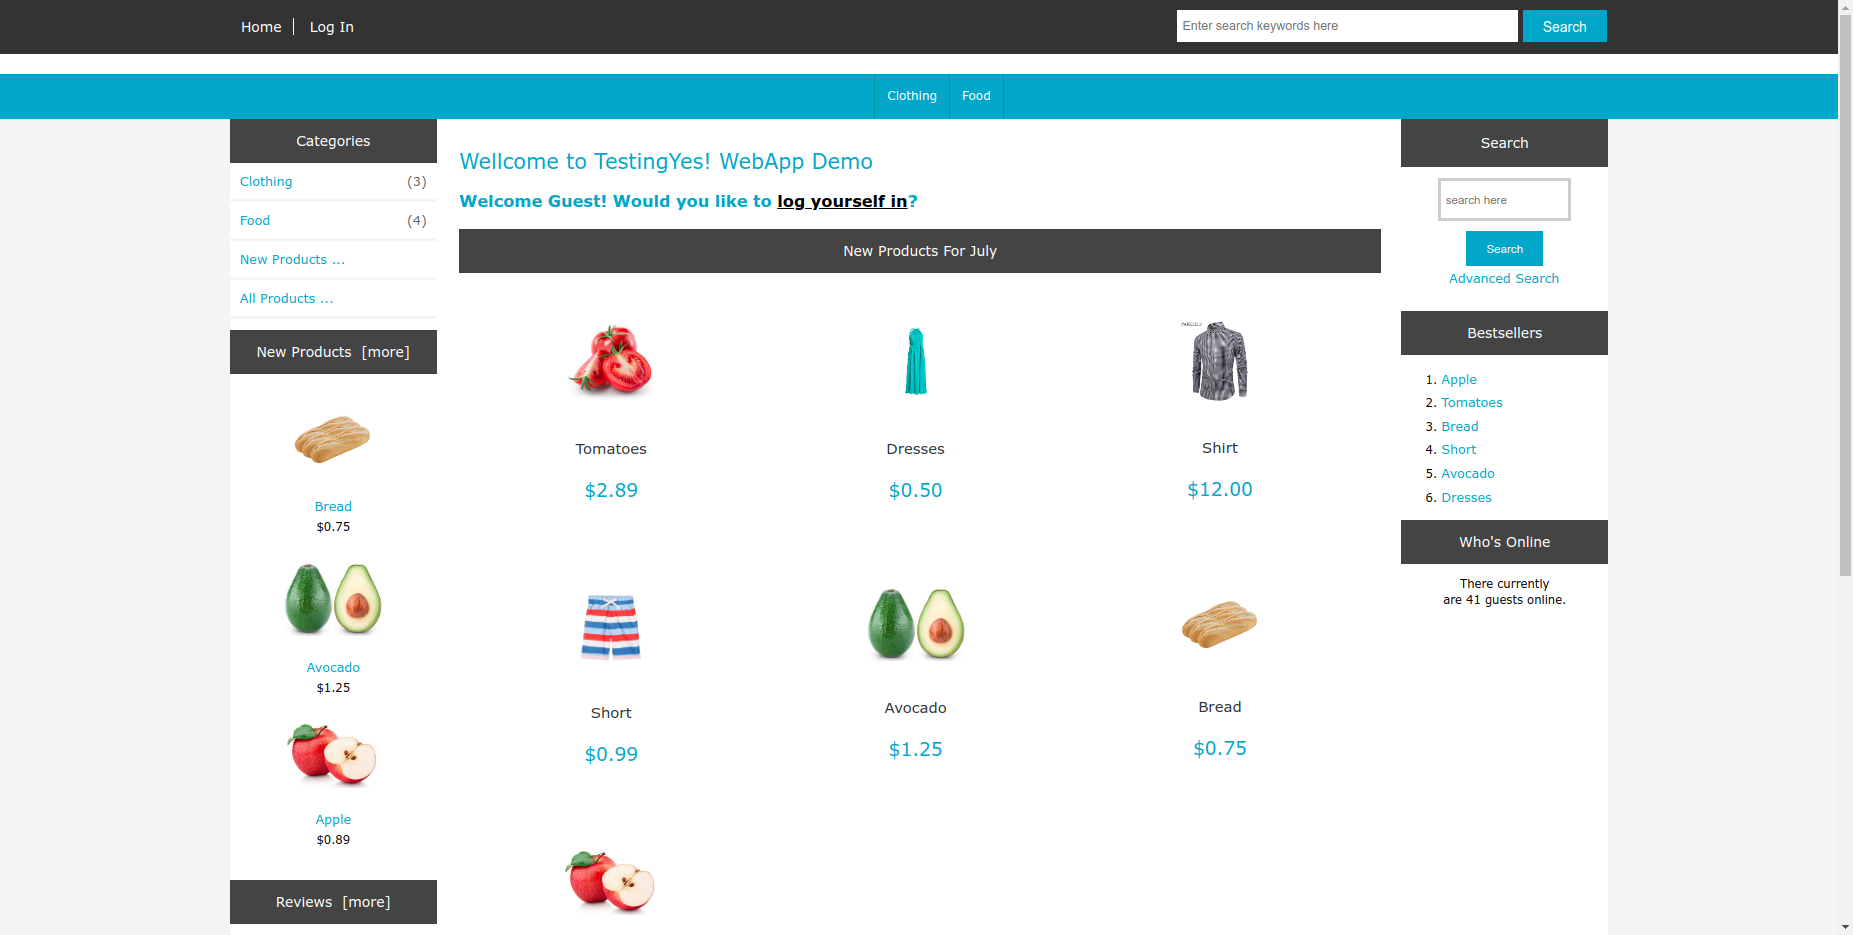 Home
Log In
Enter search keywords here
Search
Clothing
Food
Categories
Clothing (3)
Food (4)
New Products ...
All Products ...
New Products [more]
Bread
$0.75
Avocado
$1.25
Apple
$0.89
Reviews [more]
Wellcome to TestingYes! WebApp Demo
Welcome Guest! Would you like to log yourself in?
New Products For July
Tomatoes
$2.89
Dresses
$0.50
Shirt
$12.00
Short
$0.99
Avocado
$1.25
Bread
$0.75
Search
search here
Search
Advanced Search
Bestsellers
1. Apple
2. Tomatoes
3. Bread
4. Short
5. Avocado
6. Dresses
Who's Online
There currently
are 41 guests online.